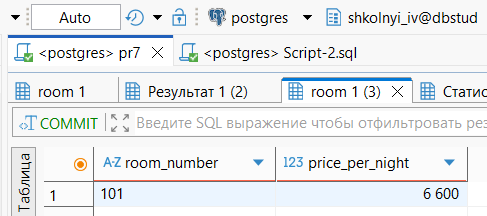 Auto postgres shkolnyi_iv@dbstud
<postgres> pr7 <postgres> Script-2.sql
room 1 Результат 1 (2) room 1 (3) Статис
COMMIT Введите SQL выражение чтобы отфильтровать рез
Таблица
A-Z room_number 123 price_per_night
1 101 6 600